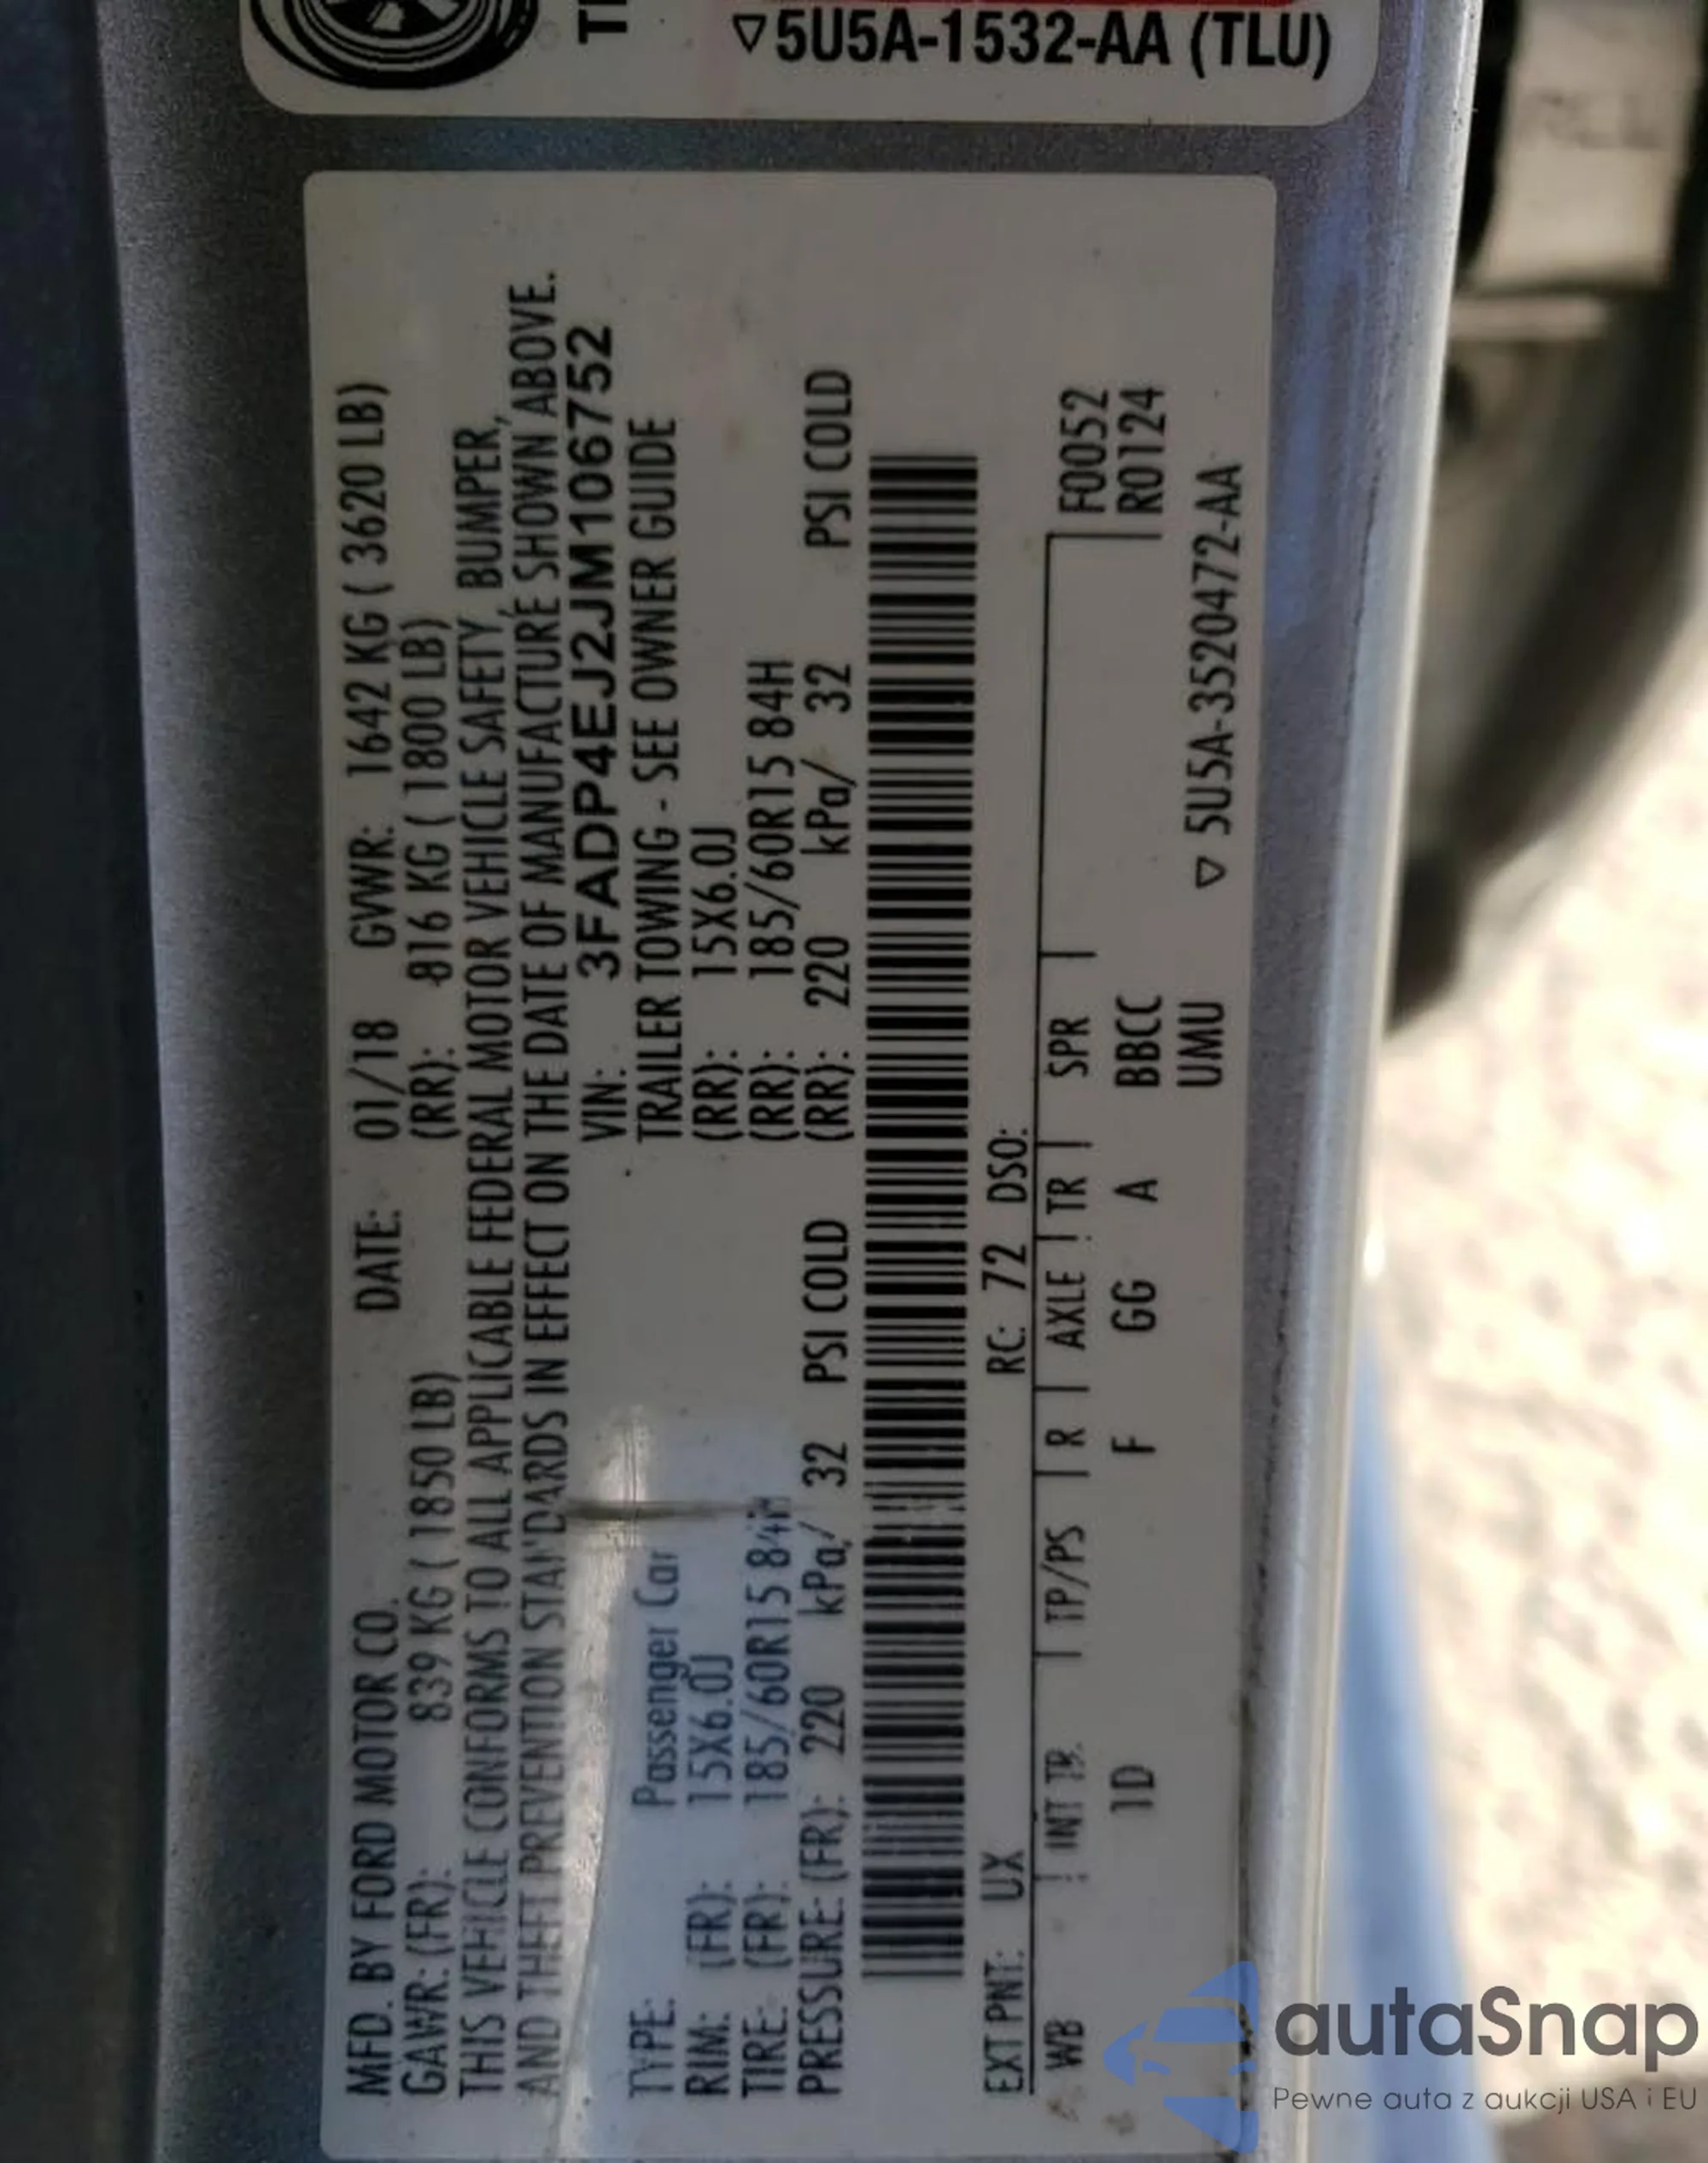 ▽5U5A-1532-AA (TLU)
MFD. BY FORD MOTOR CO. DATE: 01/18 GVWR: 1642 KG ( 3620 LB)
GAWR: (FR): 839 KG ( 1850 LB) (RR): 816 KG ( 1800 LB)
THIS VEHICLE CONFORMS TO ALL APPLICABLE FEDERAL MOTOR VEHICLE SAFETY, BUMPER,
AND THEFT PREVENTION STANDARDS IN EFFECT ON THE DATE OF MANUFACTURE SHOWN ABOVE.
VIN: 3FADP4EJ2JM106752
TYPE: Passenger Car TRAILER TOWING - SEE OWNER GUIDE
RIM: (FR): 15X6.0J (RR): 15X6.0J
TIRE: (FR): 185/60R15 84H (RR): 185/60R15 84H
PRESSURE: (FR): 220 kPa/ 32 PSI COLD (RR): 220 kPa/ 32 PSI COLD
EXT PNT: UX RC: 72 DSO:
WB | INT TR | TP/PS | R | AXLE | TR | SPR | F0052
1D F GG A BBCC R0124
UMU ▽ 5U5A-3520472-AA
autaSnap
Pewne auta z aukcji USA i EU